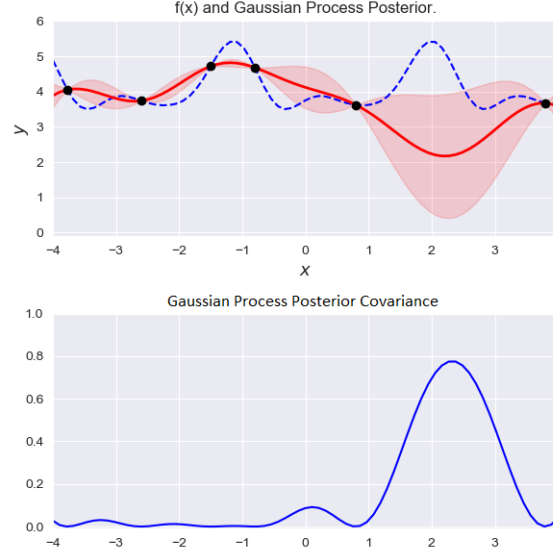 f(x) and Gaussian Process Posterior.
6
5
4
3
2
1
0
y
−4 −3 −2 −1 0 1 2 3
x
Gaussian Process Posterior Covariance
1.0
0.8
0.6
0.4
0.2
0.0
−4 −3 −2 −1 0 1 2 3